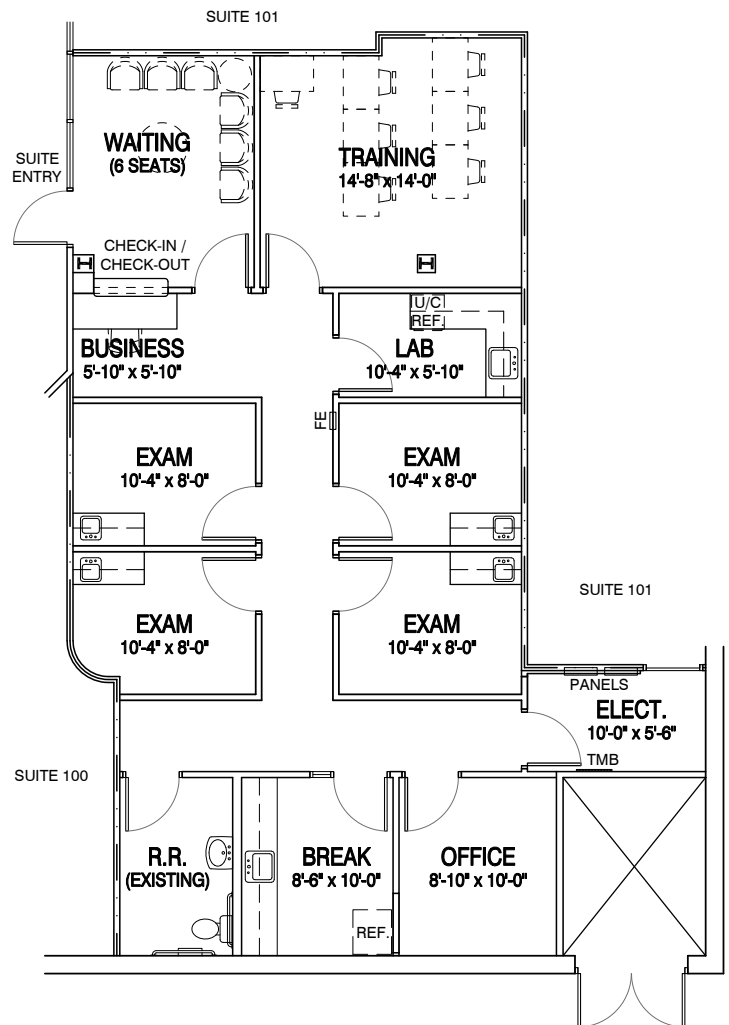 SUITE 101
WAITING
(6 SEATS)
TRAINING
14'-8" x 14'-0"
SUITE
ENTRY
CHECK-IN /
CHECK-OUT
U/C
REF.
BUSINESS
5'-10" x 5'-10"
LAB
10'-4" x 5'-10"
FE
EXAM
10'-4" x 8'-0"
EXAM
10'-4" x 8'-0"
EXAM
10'-4" x 8'-0"
EXAM
10'-4" x 8'-0"
SUITE 101
PANELS
ELECT.
10'-0" x 5'-6"
TMB
SUITE 100
R.R.
(EXISTING)
BREAK
8'-6" x 10'-0"
OFFICE
8'-10" x 10'-0"
REF.